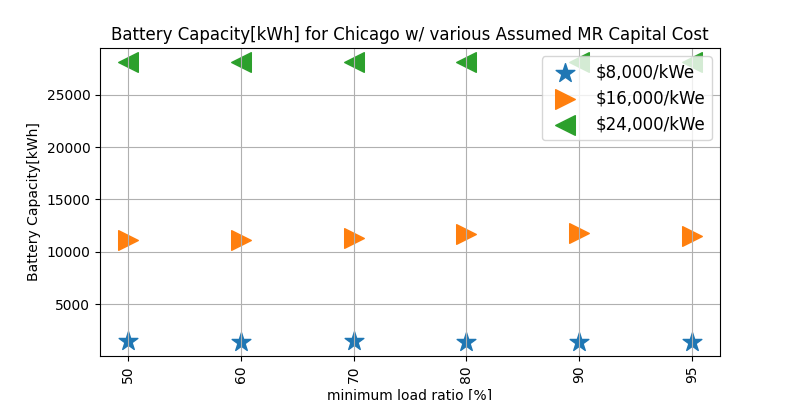 Battery Capacity[kWh] for Chicago w/ various Assumed MR Capital Cost
$8,000/kWe
$16,000/kWe
$24,000/kWe
Battery Capacity[kWh]
25000
20000
15000
10000
5000
50 60 70 80 90 95
minimum load ratio [%]